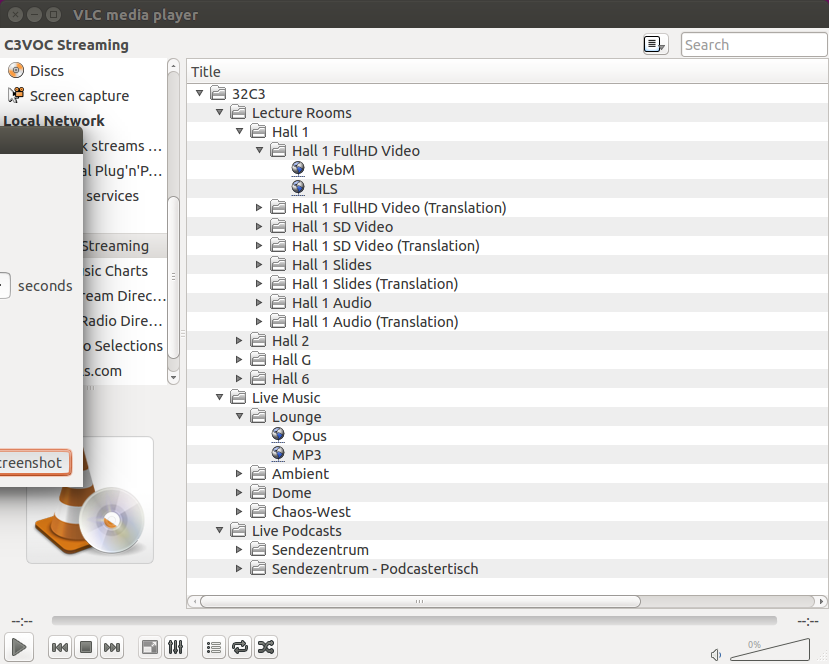 VLC media player
C3VOC Streaming
Search
Discs
Screen capture
Local Network
streams ...
Plug'n'P...
services
Streaming
Charts
Direc...
Radio Dire...
Selections
.com
seconds
Title
32C3
Lecture Rooms
Hall 1
Hall 1 FullHD Video
WebM
HLS
Hall 1 FullHD Video (Translation)
Hall 1 SD Video
Hall 1 SD Video (Translation)
Hall 1 Slides
Hall 1 Slides (Translation)
Hall 1 Audio
Hall 1 Audio (Translation)
Hall 2
Hall G
Hall 6
Live Music
Lounge
Opus
MP3
Ambient
Dome
Chaos-West
Live Podcasts
Sendezentrum
Sendezentrum - Podcastertisch
creenshot
--:--
--:--
0%